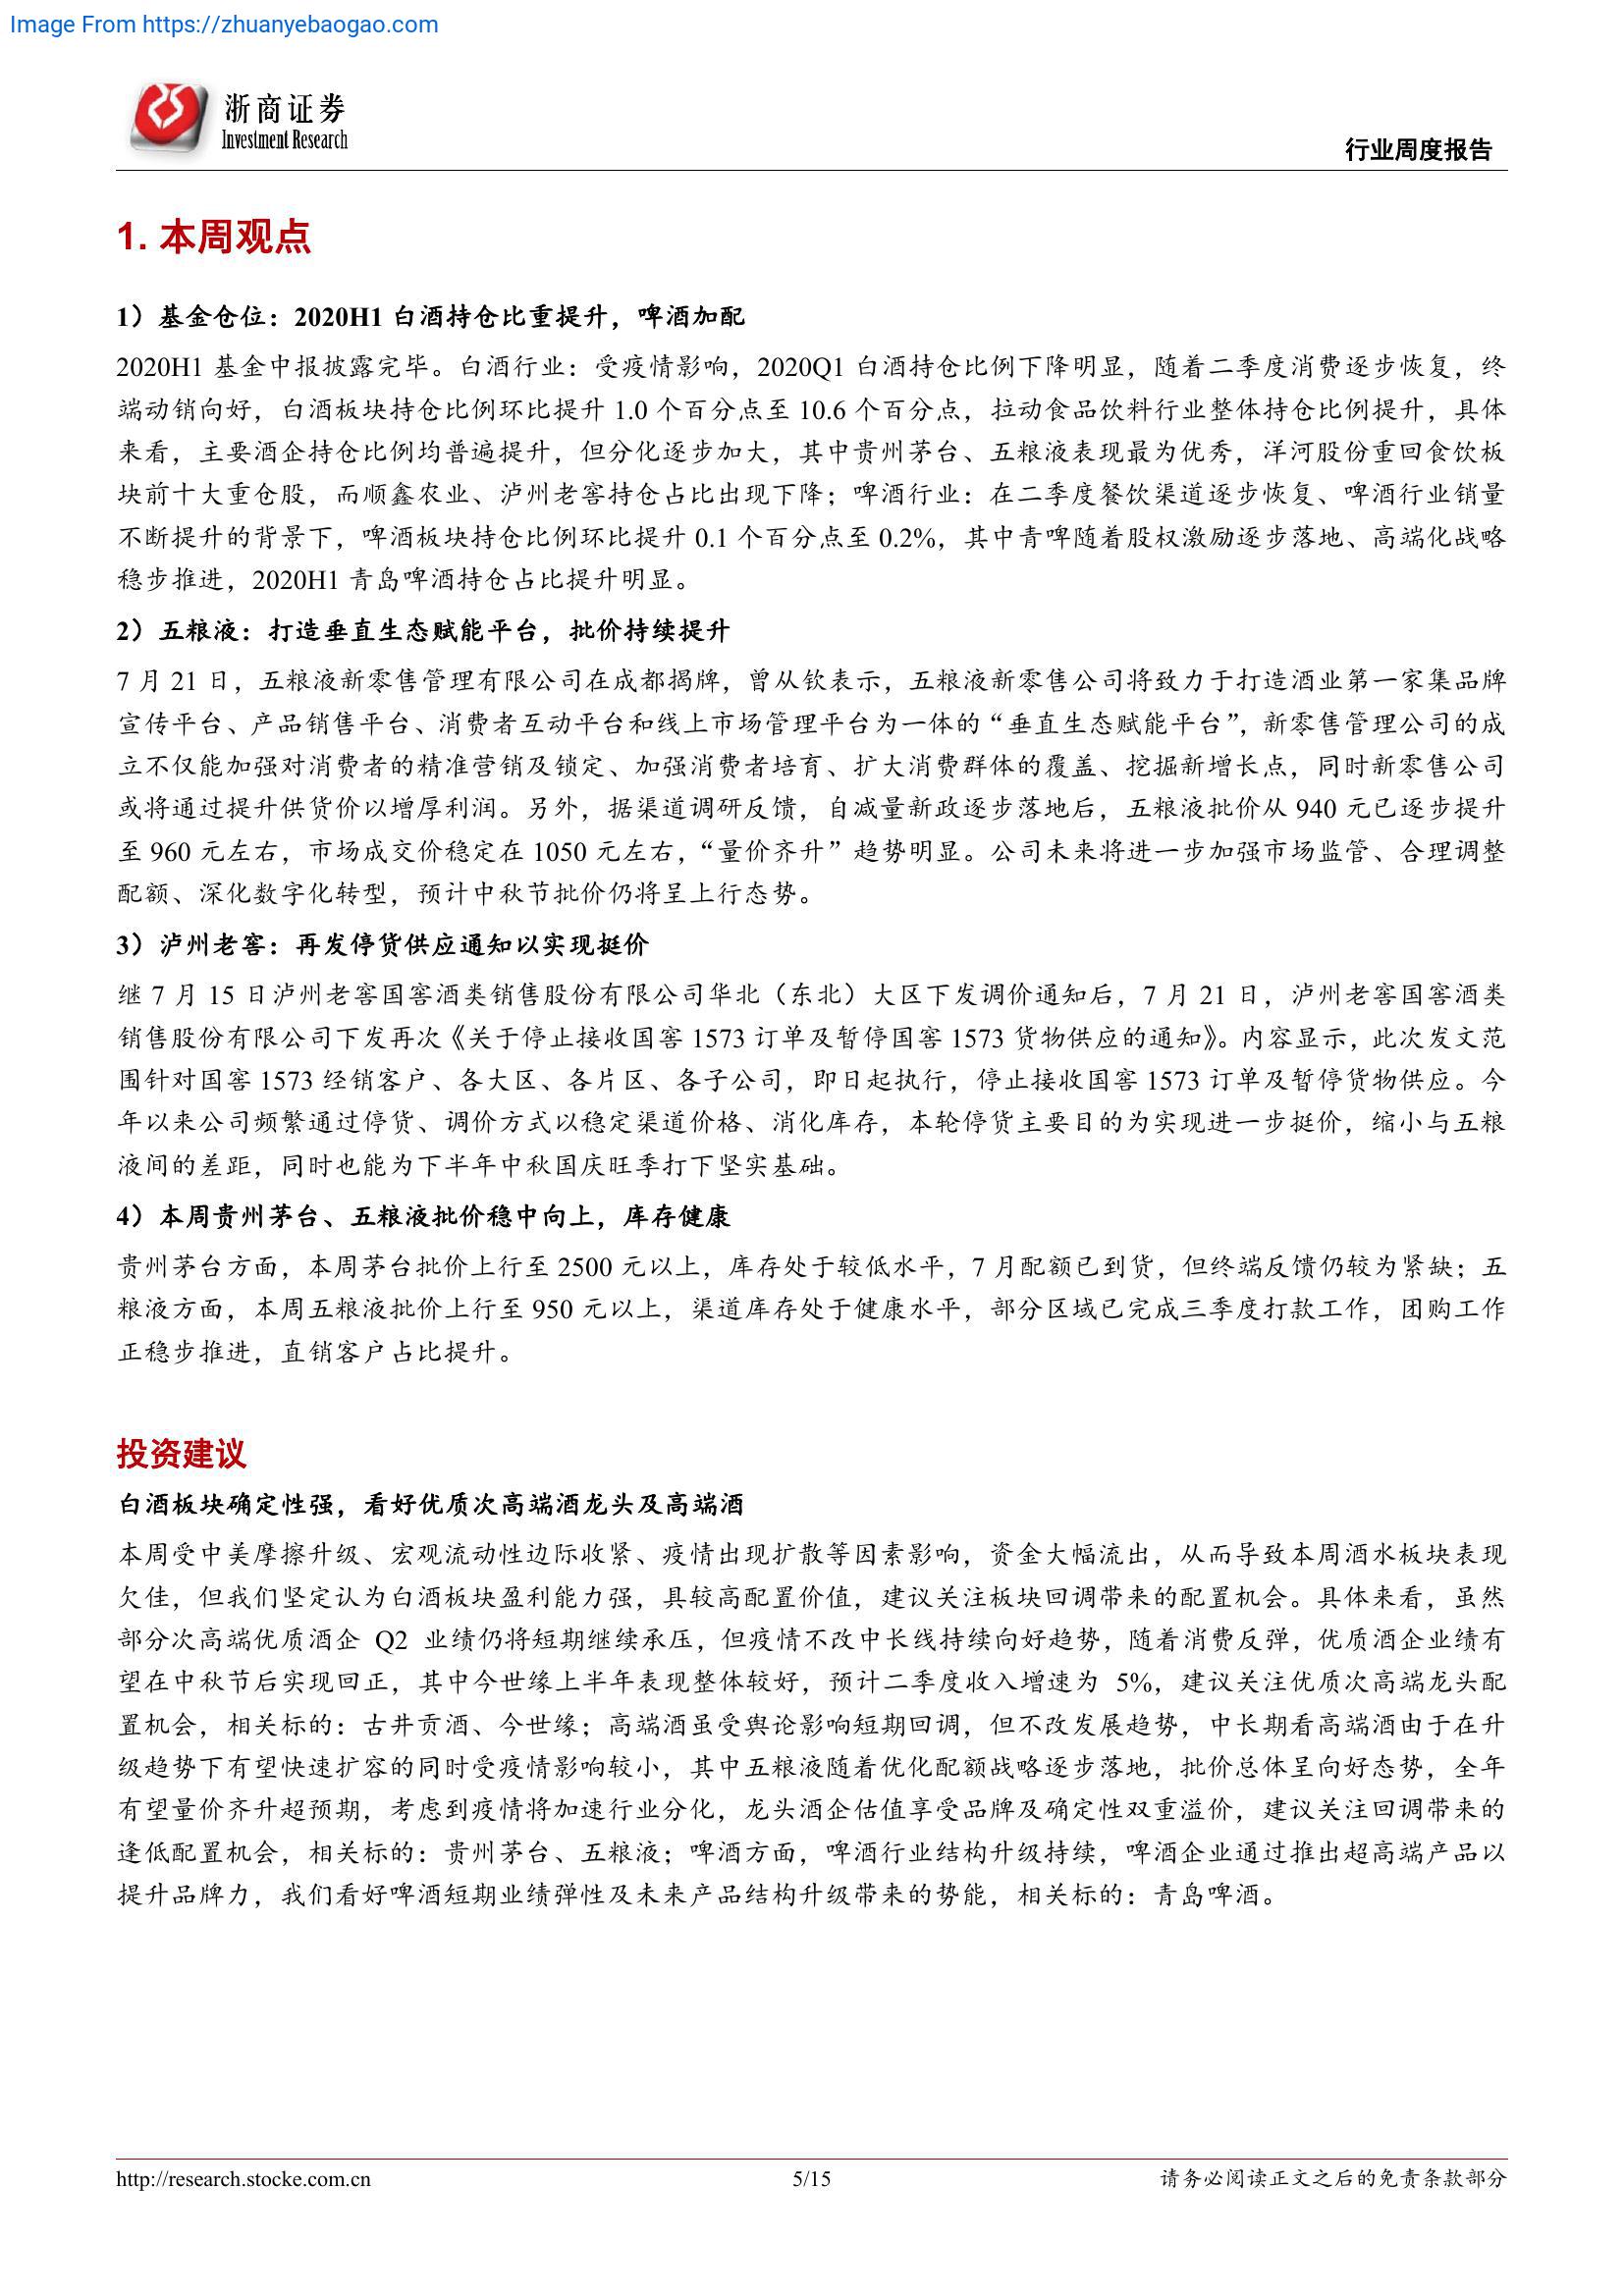 Image From https://zhuanyebaogao.com
浙商证券
Investment Research
行业周度报告
1. 本周观点
1）基金仓位：2020H1 白酒持仓比重提升，啤酒加配
2020H1 基金中报披露完毕。白酒行业：受疫情影响，2020Q1 白酒持仓比例下降明显，随着二季度消费逐步恢复，终
端动销向好，白酒板块持仓比例环比提升 1.0 个百分点至 10.6 个百分点，拉动食品饮料行业整体持仓比例提升，具体
来看，主要酒企持仓比例均普遍提升，但分化逐步加大，其中贵州茅台、五粮液表现最为优秀，洋河股份重回食饮板
块前十大重仓股，而顺鑫农业、泸州老窖持仓占比出现下降；啤酒行业：在二季度餐饮渠道逐步恢复、啤酒行业销量
不断提升的背景下，啤酒板块持仓比例环比提升 0.1 个百分点至 0.2%，其中青啤随着股权激励逐步落地、高端化战略
稳步推进，2020H1 青岛啤酒持仓占比提升明显。
2）五粮液：打造垂直生态赋能平台，批价持续提升
7 月 21 日，五粮液新零售管理有限公司在成都揭牌，曾从钦表示，五粮液新零售公司将致力于打造酒业第一家集品牌
宣传平台、产品销售平台、消费者互动平台和线上市场管理平台为一体的“垂直生态赋能平台”，新零售管理公司的成
立不仅能加强对消费者的精准营销及锁定、加强消费者培育、扩大消费群体的覆盖、挖掘新增长点，同时新零售公司
或将通过提升供货价以增厚利润。另外，据渠道调研反馈，自减量新政逐步落地后，五粮液批价从 940 元已逐步提升
至 960 元左右，市场成交价稳定在 1050 元左右，“量价齐升”趋势明显。公司未来将进一步加强市场监管、合理调整
配额、深化数字化转型，预计中秋节批价仍将呈上行态势。
3）泸州老窖：再发停货供应通知以实现挺价
继 7 月 15 日泸州老窖国窖酒类销售股份有限公司华北（东北）大区下发调价通知后，7 月 21 日，泸州老窖国窖酒类
销售股份有限公司下发再次《关于停止接收国窖 1573 订单及暂停国窖 1573 货物供应的通知》。内容显示，此次发文范
围针对国窖 1573 经销客户、各大区、各片区、各子公司，即日起执行，停止接收国窖 1573 订单及暂停货物供应。今
年以来公司频繁通过停货、调价方式以稳定渠道价格、消化库存，本轮停货主要目的为实现进一步挺价，缩小与五粮
液间的差距，同时也能为下半年中秋国庆旺季打下坚实基础。
4）本周贵州茅台、五粮液批价稳中向上，库存健康
贵州茅台方面，本周茅台批价上行至 2500 元以上，库存处于较低水平，7 月配额已到货，但终端反馈仍较为紧缺；五
粮液方面，本周五粮液批价上行至 950 元以上，渠道库存处于健康水平，部分区域已完成三季度打款工作，团购工作
正稳步推进，直销客户占比提升。
投资建议
白酒板块确定性强，看好优质次高端酒龙头及高端酒
本周受中美摩擦升级、宏观流动性边际收紧、疫情出现扩散等因素影响，资金大幅流出，从而导致本周酒水板块表现
欠佳，但我们坚定认为白酒板块盈利能力强，具较高配置价值，建议关注板块回调带来的配置机会。具体来看，虽然
部分次高端优质酒企 Q2 业绩仍将短期继续承压，但疫情不改中长线持续向好趋势，随着消费反弹，优质酒企业绩有
望在中秋节后实现回正，其中今世缘上半年表现整体较好，预计二季度收入增速为 5%，建议关注优质次高端龙头配
置机会，相关标的：古井贡酒、今世缘；高端酒虽受舆论影响短期回调，但不改发展趋势，中长期看高端酒由于在升
级趋势下有望快速扩容的同时受疫情影响较小，其中五粮液随着优化配额战略逐步落地，批价总体呈向好态势，全年
有望量价齐升超预期，考虑到疫情将加速行业分化，龙头酒企估值享受品牌及确定性双重溢价，建议关注回调带来的
逢低配置机会，相关标的：贵州茅台、五粮液；啤酒方面，啤酒行业结构升级持续，啤酒企业通过推出超高端产品以
提升品牌力，我们看好啤酒短期业绩弹性及未来产品结构升级带来的势能，相关标的：青岛啤酒。
http://research.stocke.com.cn
5/15
请务必阅读正文之后的免责条款部分